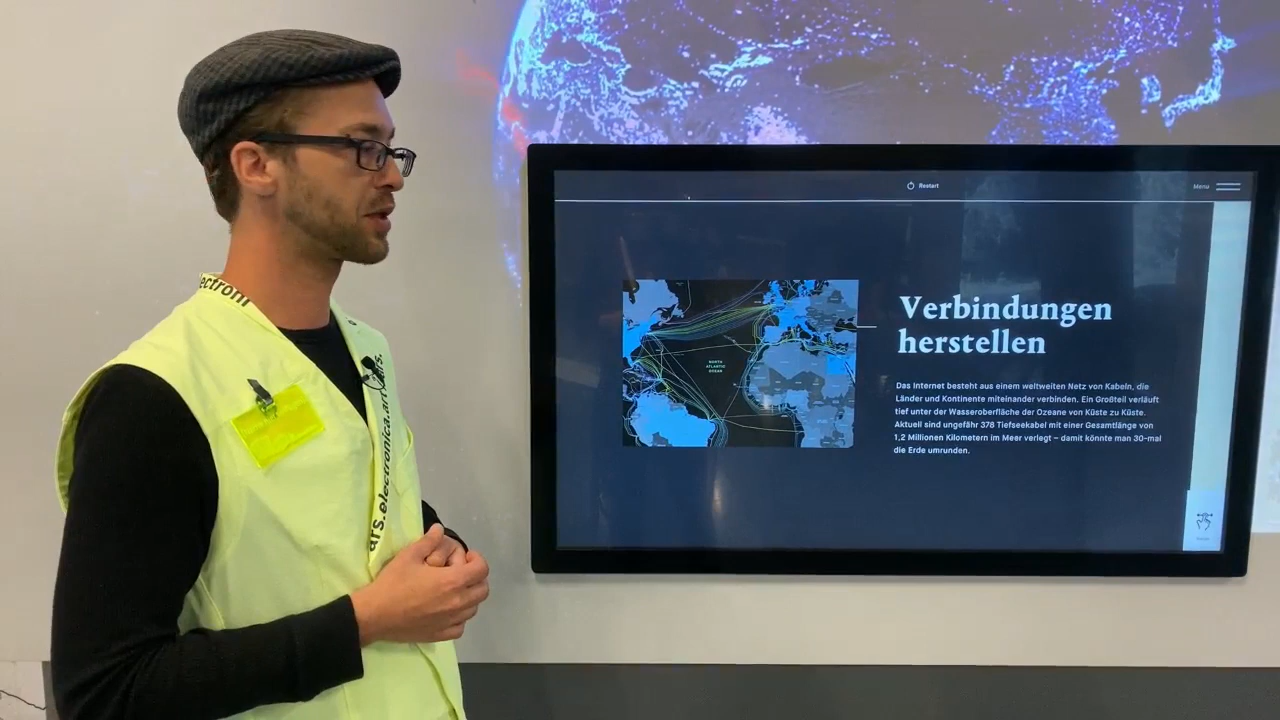 Restart
Menu
Verbindungen
herstellen
Das Internet besteht aus einem weltweiten Netz von Kabeln, die
Länder und Kontinente miteinander verbinden. Ein Großteil verläuft
tief unter der Wasseroberfläche der Ozeane von Küste zu Küste.
Aktuell sind ungefähr 378 Tiefseekabel mit einer Gesamtlänge von
1,2 Millionen Kilometern im Meer verlegt – damit könnte man 30-mal
die Erde umrunden.
NORTH
ATLANTIC
OCEAN
ars.electronica.art
ars.